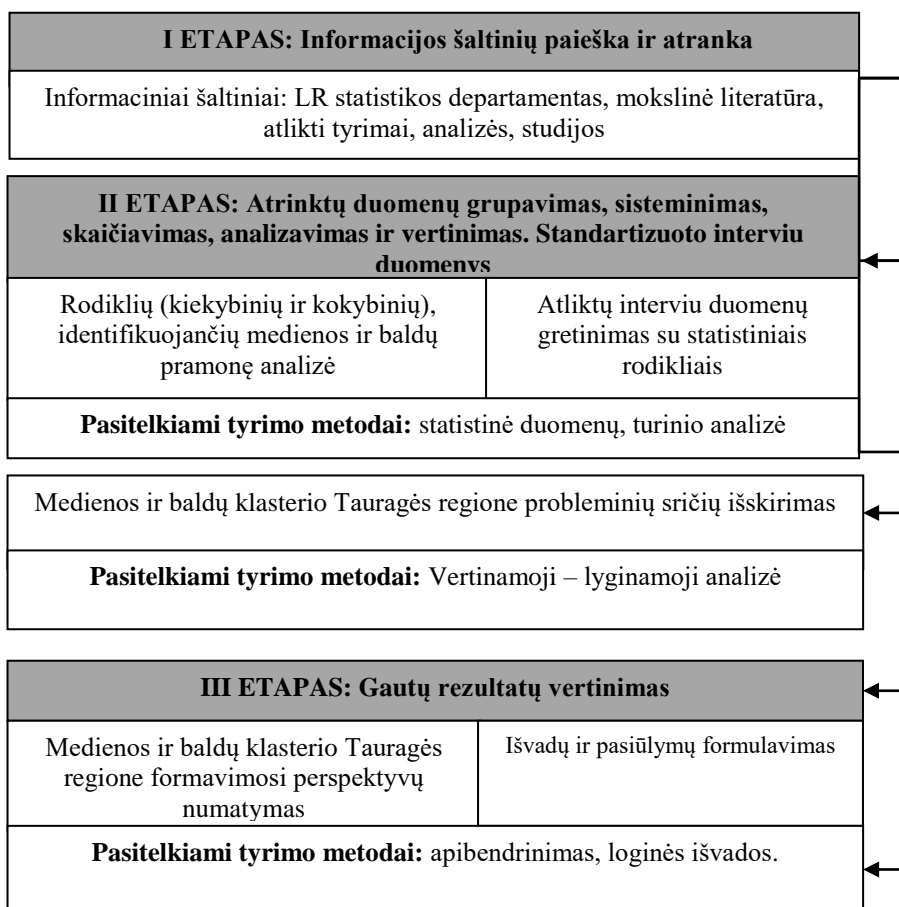 I ETAPAS: Informacijos šaltinių paieška ir atranka
Informaciniai šaltiniai: LR statistikos departamentas, mokslinė literatūra,
atlikti tyrimai, analizės, studijos
II ETAPAS: Atrinktų duomenų grupavimas, sisteminimas,
skaičiavimas, analizavimas ir vertinimas. Standartizuoto interviu
duomenys
Rodiklių (kiekybinių ir kokybinių),
identifikuojančių medienos ir baldų
pramonę analizė
Atliktų interviu duomenų
gretinimas su statistiniais
rodikliais
Pasitelkiami tyrimo metodai: statistinė duomenų, turinio analizė
Medienos ir baldų klasterio Tauragės regione probleminių sričių išskirimas
Pasitelkiami tyrimo metodai: Vertinamoji – lyginamoji analizė
III ETAPAS: Gautų rezultatų vertinimas
Medienos ir baldų klasterio Tauragės
regione formavimosi perspektyvų
numatymas
Išvadų ir pasiūlymų formulavimas
Pasitelkiami tyrimo metodai: apibendrinimas, loginės išvados.